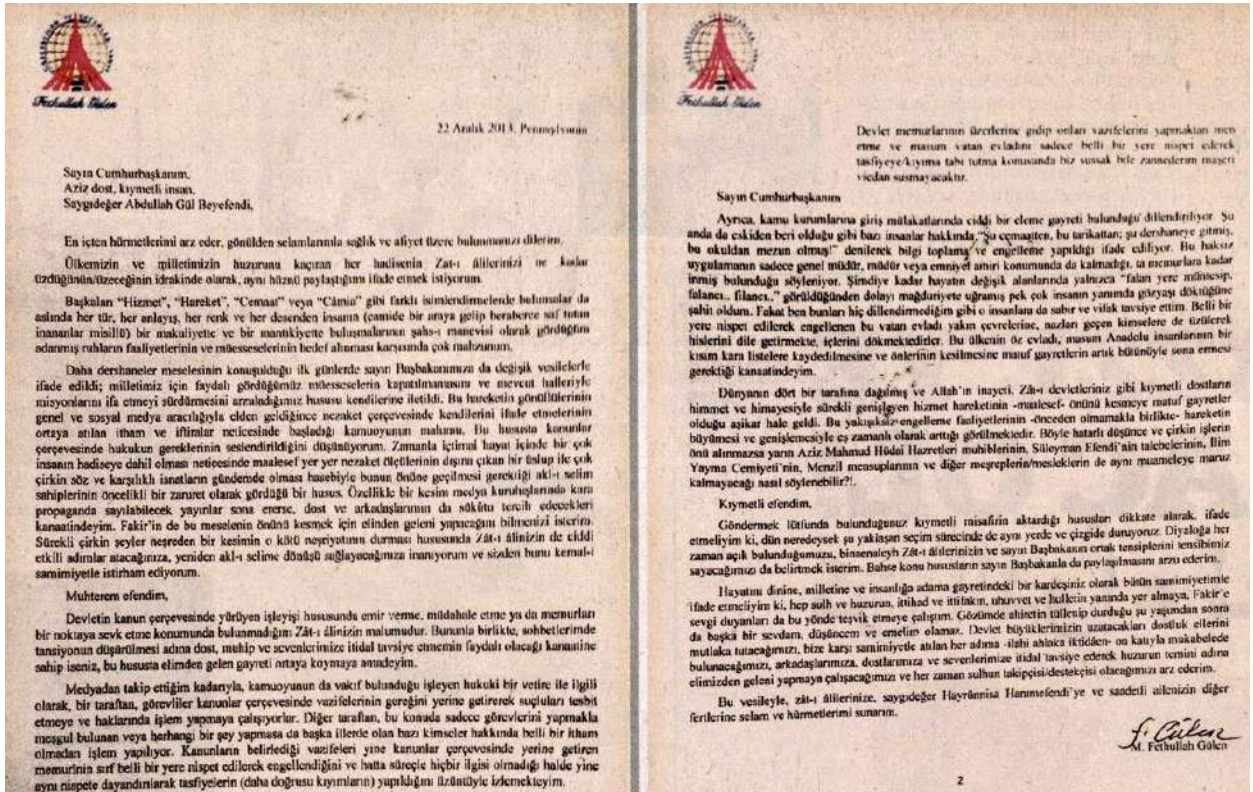 Fethullah Gülen
22 Aralık 2013, Pennsylvania
Sayın Cumhurbaşkanım,
Aziz dost, kıymetli insan,
Saygıdeğer Abdullah Gül Beyefendi,
En içten hürmetlerimi arz eder, gönülden selamlarımla sağlık ve afiyet üzere bulunmanızı dilerim.
Ülkemizin ve milletimizin huzurunu kaçıran her hadisenin Zat-ı âlilerinizi ne kadar
üzdüğünün/üzeceğinin idrakinde olarak, aynı hüznü paylaştığımı ifade etmek istiyorum.
Başkaları “Hizmet”, “Hareket”, “Cemaat” veya “Câmia” gibi farklı isimlendirmelerde bulunsalar da
aslında her tür, her anlayış, her renk ve her desenden insanın (camide bir araya gelip beraberce saf tutan
inananlar misillü) bir makuliyette ve bir mantıkiyette buluşmalarının şahs-ı manevisi olarak gördüğüm
adanmış ruhların faaliyetlerinin ve müesseselerinin hedef alınması karşısında çok mahzunum.
Daha dershaneler meselesinin konuşulduğu ilk günlerde sayın Başbakanımıza da değişik vesilelerle
ifade edildi; milletimiz için faydalı gördüğümüz müesseselerin kapatılmamasını ve mevcut halleriyle
misyonlarını ifa etmeyi sürdürmesini arzuladığımız hususu kendilerine iletildi. Bu hareketin gönüllülerinin
genel ve sosyal medya aracılığıyla elden geldiğince nezaket çerçevesinde kendilerini ifade etmelerinin
ortaya atılan itham ve iftiralar neticesinde başladığı kamuoyunun malumu. Bu hususta kanunlar
çerçevesinde hukukun gereklerinin seslendirildiğini düşünüyorum. Zamanla içtimaî hayat içinde bir çok
insanın hadiseye dahil olması neticesinde maalesef yer yer nezaket ölçülerinin dışına çıkan bir üslup ile çok
çirkin söz ve karşılıklı isnatların gündemde olması hasebiyle bunun önüne geçilmesi gerektiği akl-ı selim
sahiplerinin öncelikli bir zaruret olarak gördüğü bir husus. Özellikle bir kesim medya kuruluşlarında kara
propaganda sayılabilecek yayınlar sona ererse, dost ve arkadaşlarımın da sükûtu tercih edecekleri
kanaatindeyim. Fakir'in de bu meselenin önünü kesmek için elinden geleni yapacağını bilmenizi isterim.
Sürekli çirkin şeyler neşreden bir kesimin o kötü neşriyatının durması hususunda Zât-ı âlinizin de ciddi
etkili adımlar atacağınıza, yeniden akl-ı selime dönüşü sağlayacağınıza inanıyorum ve sizden bunu kemal-i
samimiyetle istirham ediyorum.
Muhterem efendim,
Devletin kanun çerçevesinde yürüyen işleyişi hususunda emir verme, müdahale etme ya da memurları
bir noktaya sevk etme konumunda bulunmadığım Zât-ı âlinizin malumudur. Bununla birlikte, sohbetlerimde
tansiyonun düşürülmesi adına dost, muhip ve sevenlerimize itidal tavsiye etmemin faydalı olacağı kanaatine
sahip iseniz, bu hususta elimden gelen gayreti ortaya koymaya amadeyim.
Medyadan takip ettiğim kadarıyla, kamuoyunun da vakıf bulunduğu işleyen hukuki bir vetire ile ilgili
olarak, bir taraftan, görevliler kanunlar çerçevesinde vazifelerinin gereğini yerine getirerek suçluları tesbit
etmeye ve haklarında işlem yapmaya çalışıyorlar. Diğer taraftan, bu konuda sadece görevlerini yapmakla
meşgul bulunan veya herhangi bir şey yapmasa da başka illerde olan bazı kimseler hakkında belli bir itham
olmadan işlem yapılıyor. Kanunların belirlediği vazifeleri yine kanunlar çerçevesinde yerine getiren
memurinin sırf belli bir yere nispet edilerek engellendiğini ve hatta süreçle hiçbir ilgisi olmadığı halde yine
aynı nispete dayandırılarak tasfiyelerin (daha doğrusu kıyımların) yapıldığını üzüntüyle izlemekteyim.
Fethullah Gülen
Devlet memurlarının üzerlerine gidip onları vazifelerini yapmaktan men
etme ve masum vatan evladını sadece belli bir yere nispet ederek
tasfiyeye/kıyıma tabi tutma konusunda biz sussak bile zannederim maşeri
vicdan susmayacaktır.
Sayın Cumhurbaşkanım
Ayrıca, kamu kurumlarına giriş mülakatlarında ciddi bir eleme gayreti bulunduğu dillendiriliyor. Şu
anda da eskiden beri olduğu gibi bazı insanlar hakkında, “Şu cemaatten, bu tarikattan; şu dershaneye gitmiş,
bu okuldan mezun olmuş!” denilerek bilgi toplama ve engelleme yapıldığı ifade ediliyor. Bu haksız
uygulamanın sadece genel müdür, müdür veya emniyet amiri konumunda da kalmadığı, ta memurlara kadar
inmiş bulunduğu söyleniyor. Şimdiye kadar hayatın değişik alanlarında yalnızca “falan yere müntesip,
falancı.. filancı..” görüldüğünden dolayı mağduriyete uğramış pek çok insanın yanımda gözyaşı döktüğüne
şahit oldum. Fakat ben bunları hiç dillendirmediğim gibi o insanlara da sabır ve vifak tavsiye ettim. Belli bir
yere nispet edilerek engellenen bu vatan evladı yakın çevrelerine, nazları geçen kimselere de üzülerek
hislerini dile getirmekte, içlerini dökmektedirler. Bu ülkenin öz evladı, masum Anadolu insanlarının bir
kısım kara listelere kaydedilmesine ve önlerinin kesilmesine matuf gayretlerin artık bütünüyle sona ermesi
gerektiği kanaatindeyim.
Dünyanın dört bir tarafına dağılmış ve Allah'ın inayeti, Zât-ı devletleriniz gibi kıymetli dostların
himmet ve himayesiyle sürekli genişleyen hizmet hareketinin -maalesef- önünü kesmeye matuf gayretler
olduğu aşikar hale geldi. Bu yakışıksız engelleme faaliyetlerinin -önceden olmamakla birlikte- hareketin
büyümesi ve genişlemesiyle eş zamanlı olarak arttığı görülmektedir. Böyle hatarlı düşünce ve çirkin işlerin
önü alınmazsa yarın Aziz Mahmud Hüdai Hazretleri muhiblerinin, Süleyman Efendi'nin talebelerinin, İlim
Yayma Cemiyeti'nin, Menzil mensuplarının ve diğer meşreplerin/mesleklerin de aynı muameleye maruz
kalmayacağı nasıl söylenebilir?!.
Kıymetli efendim,
Göndermek lütfunda bulunduğunuz kıymetli misafirin aktardığı hususları dikkate alarak, ifade
etmeliyim ki, dün neredeysek şu yaklaşan seçim sürecinde de aynı yerde ve çizgide duruyoruz. Diyaloğa her
zaman açık bulunduğumuzu, binaenaleyh Zât-ı âlilerinizin ve sayın Başbakanın ortak tensiplerini tensibimiz
sayacağımızı da belirtmek isterim. Bahse konu hususların sayın Başbakanla da paylaşılmasını arzu ederim.
Hayatını dinine, milletine ve insanlığa adama gayretindeki bir kardeşiniz olarak bütün samimiyetimle
ifade etmeliyim ki, hep sulh ve huzurun, ittihad ve ittifakın, uhuvvet ve hulletin yanında yer almaya, Fakir'e
sevgi duyanları da bu yönde teşvik etmeye çalıştım. Gözümde ahiretin tüllenip durduğu şu yaşımdan sonra
da başka bir sevdam, düşüncem ve emelim olamaz. Devlet büyüklerimizin uzatacakları dostluk ellerini
mutlaka tutacağımızı, bize karşı samimiyetle atılan her adıma -ilahi ahlaka iktidâen- on katıyla mukabelede
bulunacağımızı, arkadaşlarımıza, dostlarımıza ve sevenlerimize itidal tavsiye ederek huzurun temini adına
elimizden geleni yapmaya çalışacağımızı ve her zaman sulhun takipçisi/destekçisi olacağımızı arz ederim.
Bu vesileyle, zât-ı âlilerinize, saygıdeğer Hayrünnisa Hanımefendi'ye ve saadetli ailenizin diğer
fertlerine selam ve hürmetlerimi sunarım.
F. Gülen
M. Fethullah Gülen
2